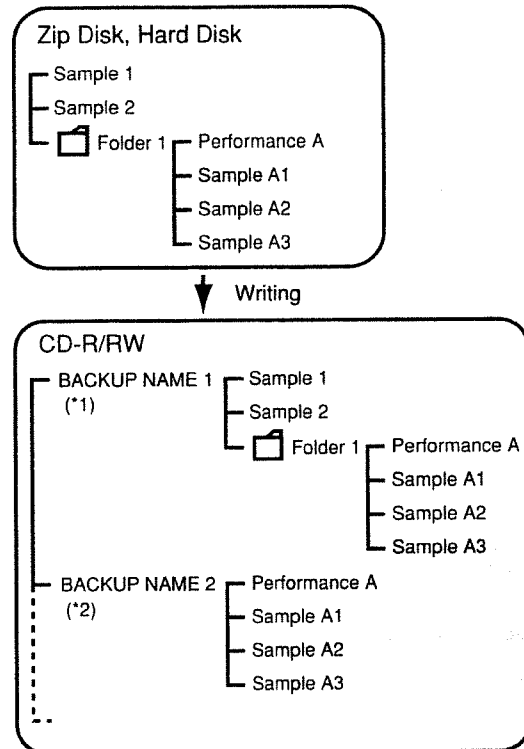 Zip Disk, Hard Disk
Sample 1
Sample 2
Folder 1 Performance A
Sample A1
Sample A2
Sample A3
Writing
CD-R/RW
BACKUP NAME 1 Sample 1
(*1) Sample 2
Folder 1 Performance A
Sample A1
Sample A2
Sample A3
BACKUP NAME 2 Performance A
(*2) Sample A1
Sample A2
Sample A3